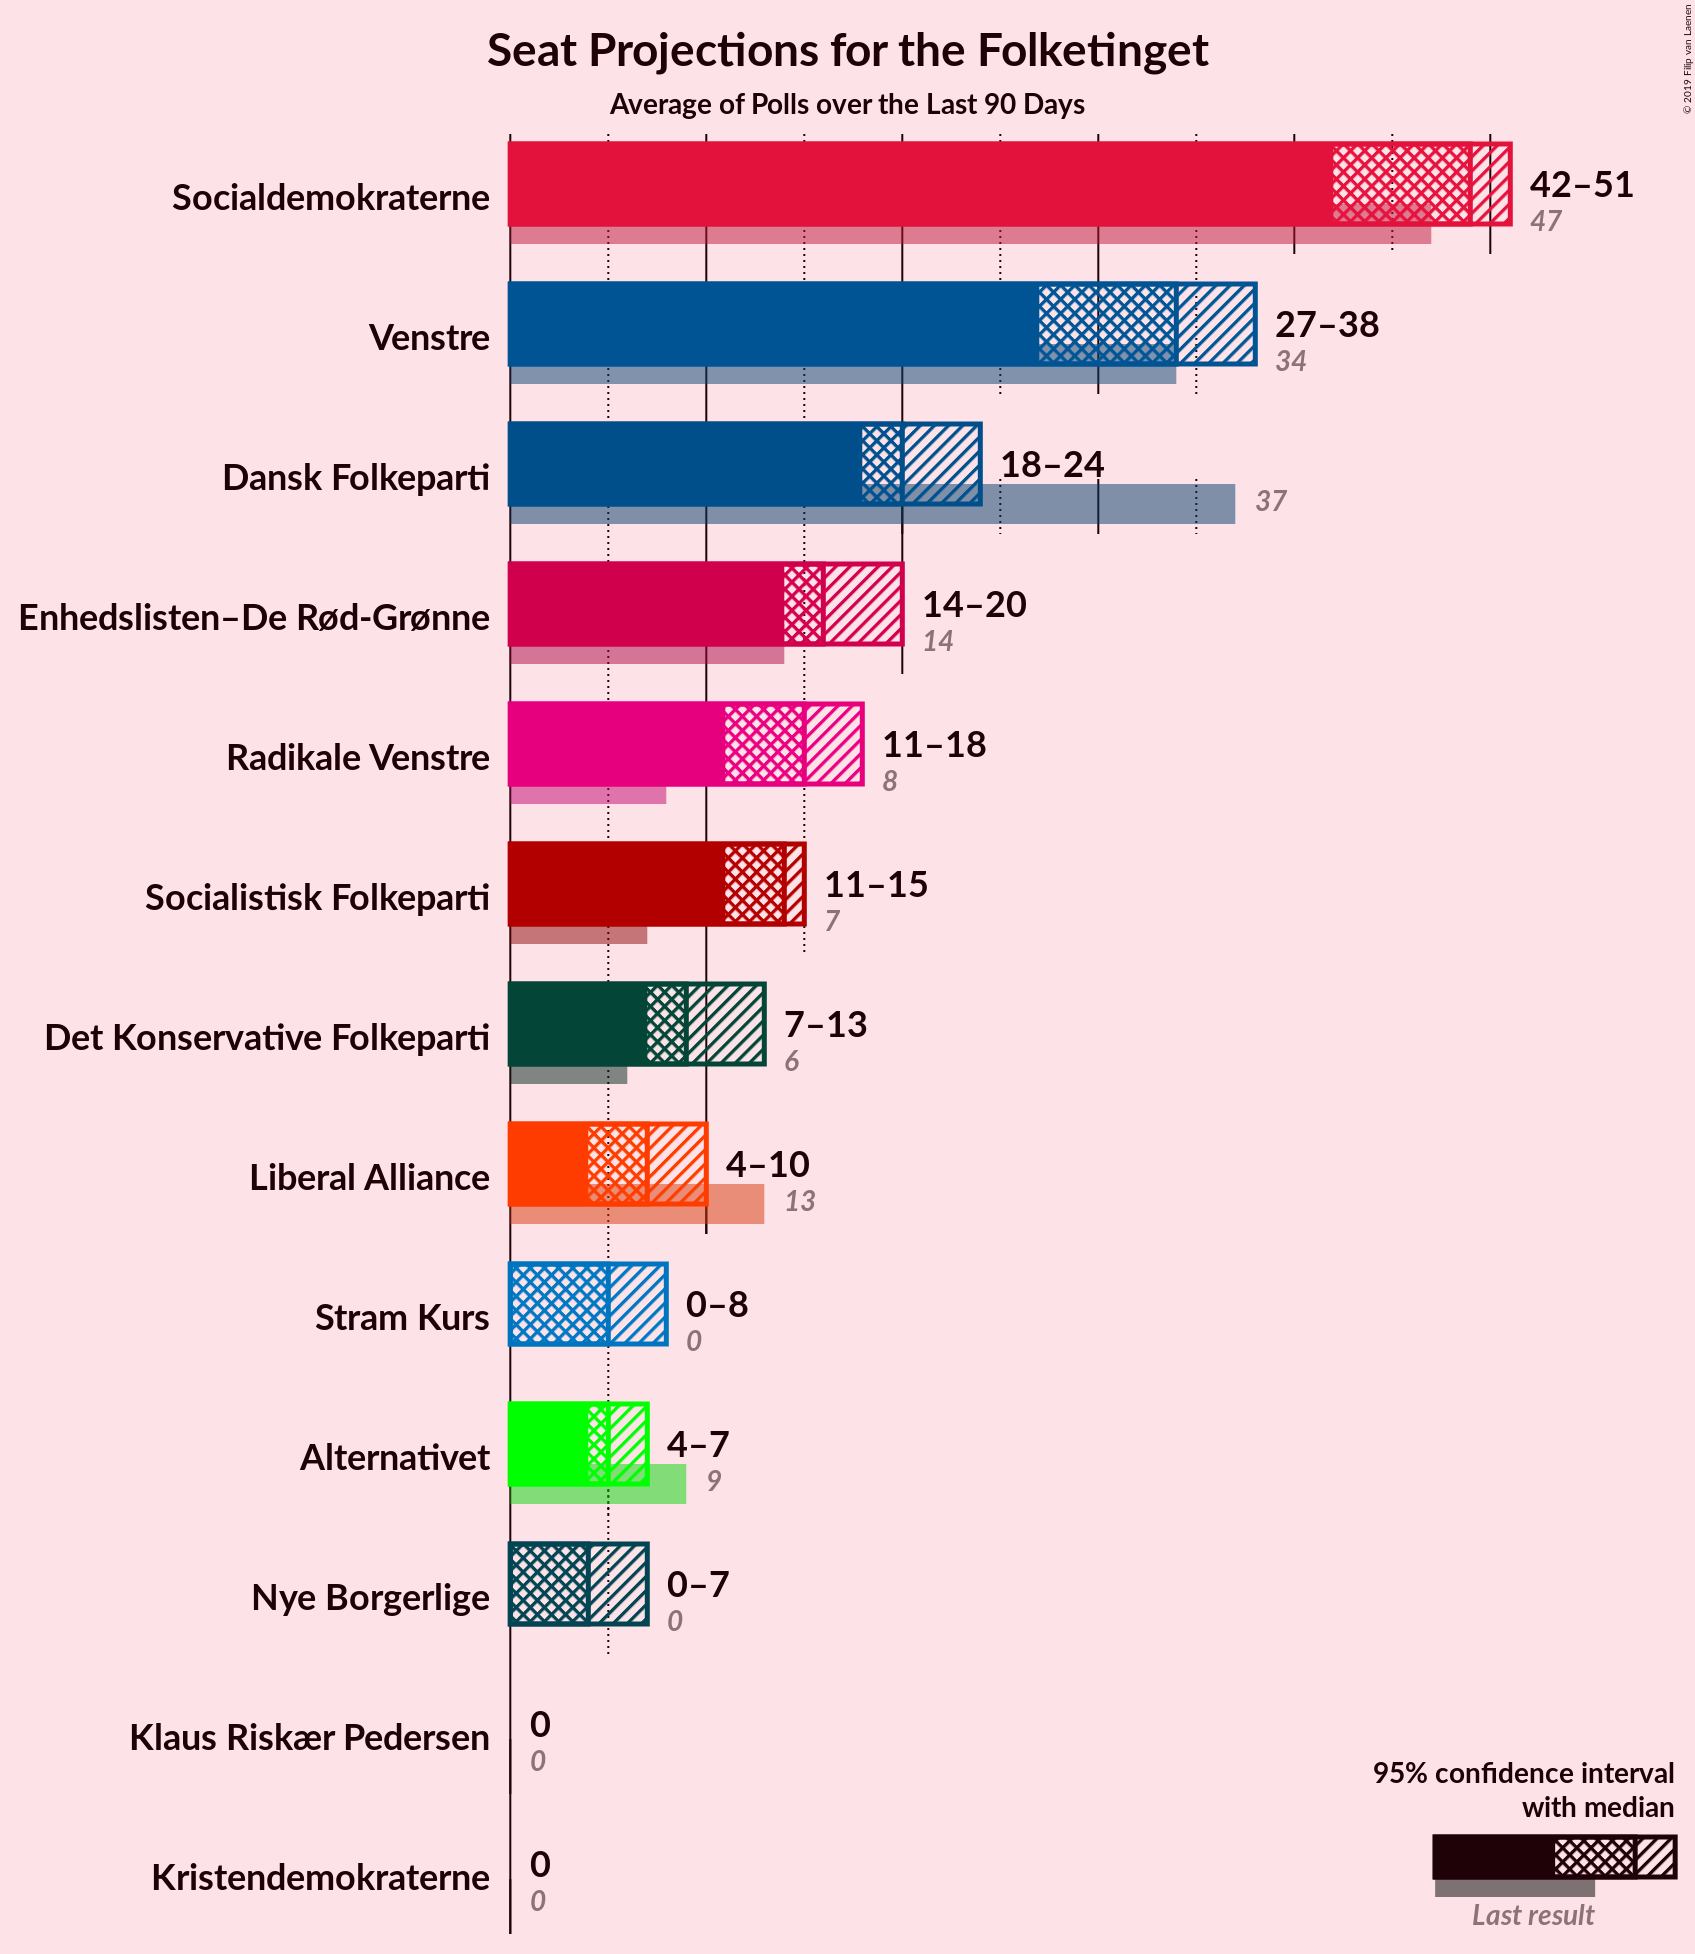 Seat Projections for the Folketinget
Average of Polls over the Last 90 Days
© 2019 Filip van Laenen
Socialdemokraterne
42–51
47
Venstre
27–38
34
Dansk Folkeparti
18–24
37
Enhedslisten–De Rød-Grønne
14–20
14
Radikale Venstre
11–18
8
Socialistisk Folkeparti
11–15
7
Det Konservative Folkeparti
7–13
6
Liberal Alliance
4–10
13
Stram Kurs
0–8
0
Alternativet
4–7
9
Nye Borgerlige
0–7
0
Klaus Riskær Pedersen
0
0
Kristendemokraterne
0
0
95% confidence interval
with median
Last result